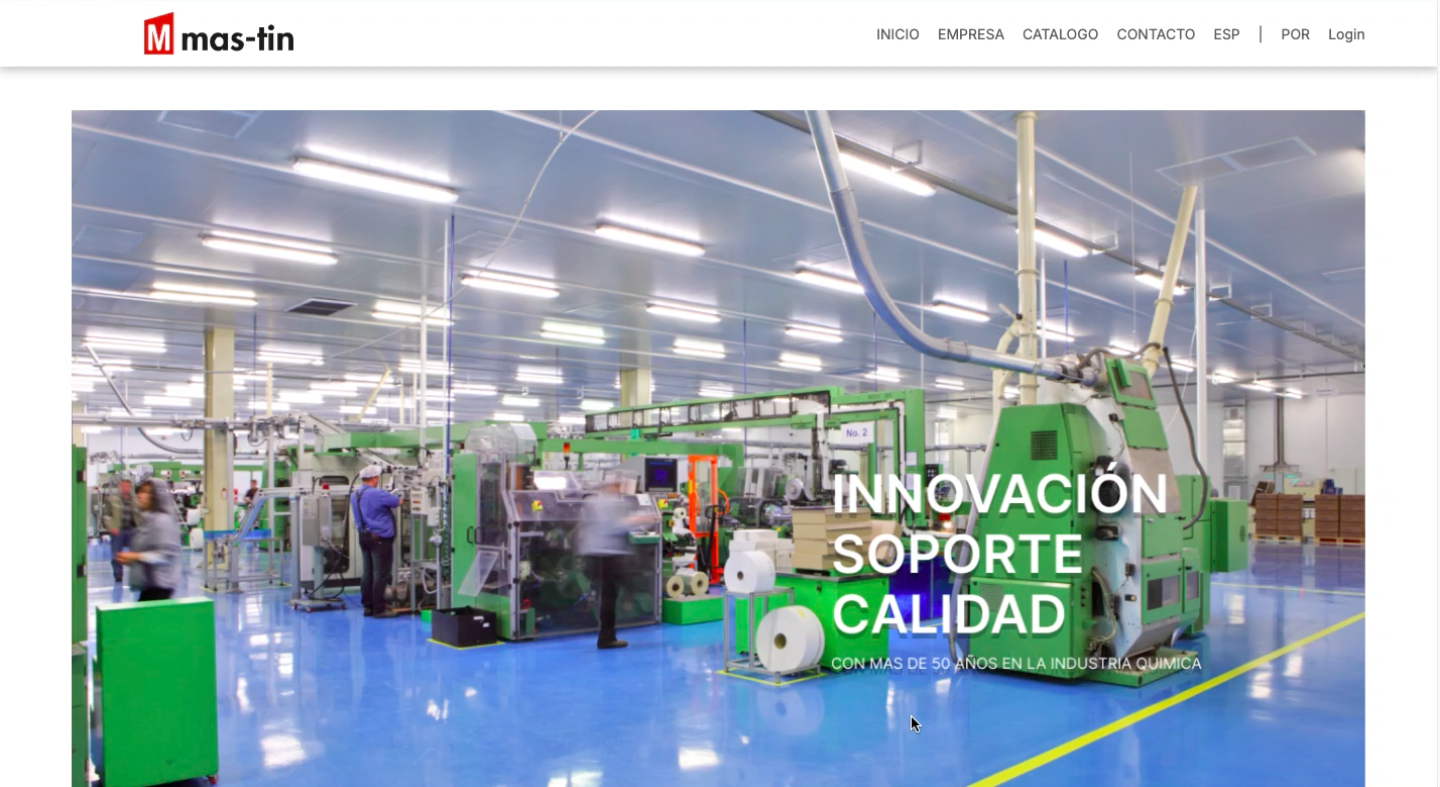 M mas-tin
INICIO EMPRESA CATALOGO CONTACTO ESP | POR Login
No. 2
INNOVACIÓN
SOPORTE
CALIDAD
CON MAS DE 50 AÑOS EN LA INDUSTRIA QUIMICA